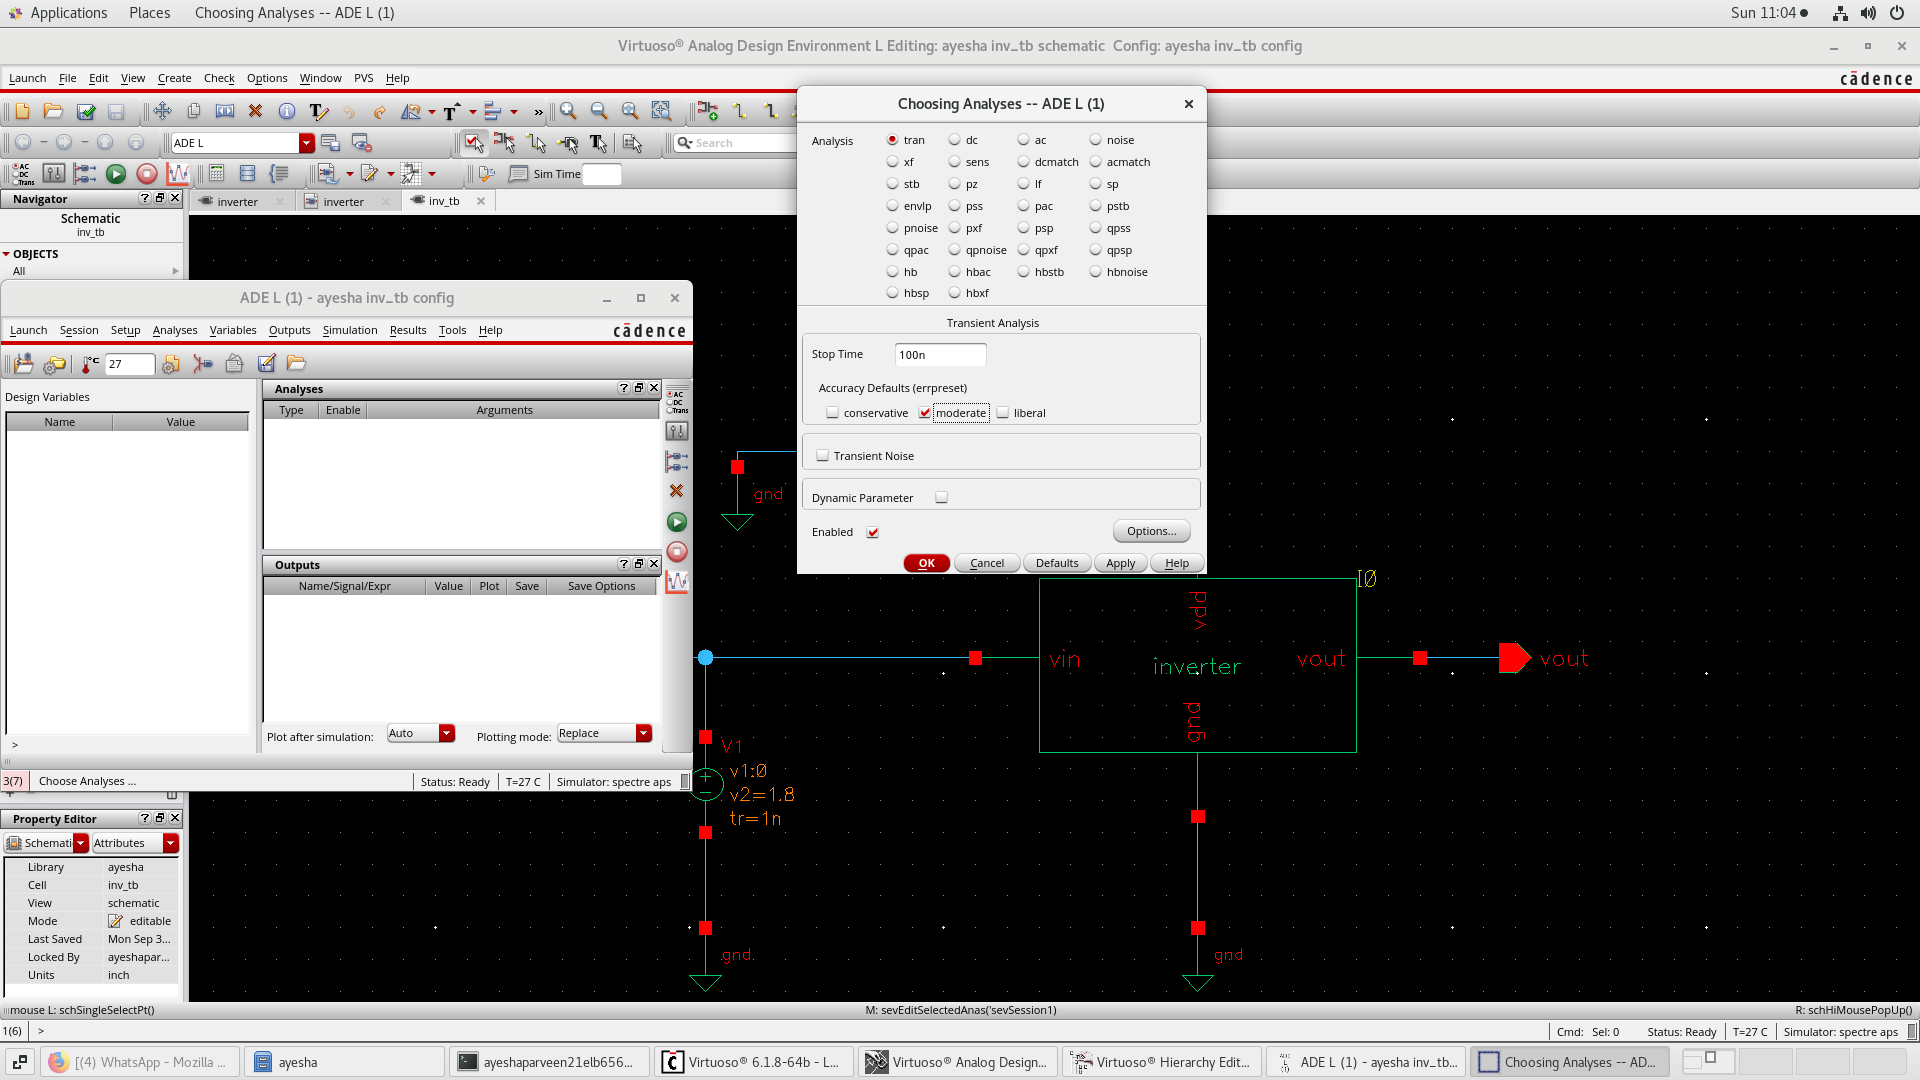 Applications Places Choosing Analyses -- ADE L (1) Sun 11:04
Virtuoso® Analog Design Environment L Editing: ayesha inv_tb schematic Config: ayesha inv_tb config
Launch File Edit View Create Check Options Window PVS Help cādence
ADE L Search
Sim Time
Navigator
inverter inverter inv_tb
Schematic
inv_tb
OBJECTS
All
Choosing Analyses -- ADE L (1)
Analysis tran dc ac noise
xf sens dcmatch acmatch
stb pz lf sp
envlp pss pac pstb
pnoise pxf psp qpss
qpac qpnoise qpxf qpsp
hb hbac hbstb hbnoise
hbsp hbxf
Transient Analysis
Stop Time 100n
Accuracy Defaults (errpreset)
conservative moderate liberal
Transient Noise
Dynamic Parameter
Enabled Options...
OK Cancel Defaults Apply Help
ADE L (1) - ayesha inv_tb config
Launch Session Setup Analyses Variables Outputs Simulation Results Tools Help cādence
27
Design Variables
Name Value
Analyses
Type Enable Arguments
AC
DC
Trans
Outputs
Name/Signal/Expr Value Plot Save Save Options
Plot after simulation: Auto Plotting mode: Replace
>
3(7) Choose Analyses ... Status: Ready T=27 C Simulator: spectre aps
gnd
I0
vdd
vin inverter vout vout
gnd
V1
v1:0
v2=1.8
tr=1n
gnd
gnd
Property Editor
Schemati Attributes
Library ayesha
Cell inv_tb
View schematic
Mode editable
Last Saved Mon Sep 3...
Locked By ayeshapar...
Units inch
mouse L: schSingleSelectPt() M: sevEditSelectedAnas('sevSession1) R: schHiMousePopUp()
1(6) > Cmd: Sel: 0 Status: Ready T=27 C Simulator: spectre aps
[(4) WhatsApp - Mozilla ... ayesha ayeshaparveen21elb656... Virtuoso® 6.1.8-64b - L... Virtuoso® Analog Design... Virtuoso® Hierarchy Edit... ADE L (1) - ayesha inv_tb... Choosing Analyses -- AD...